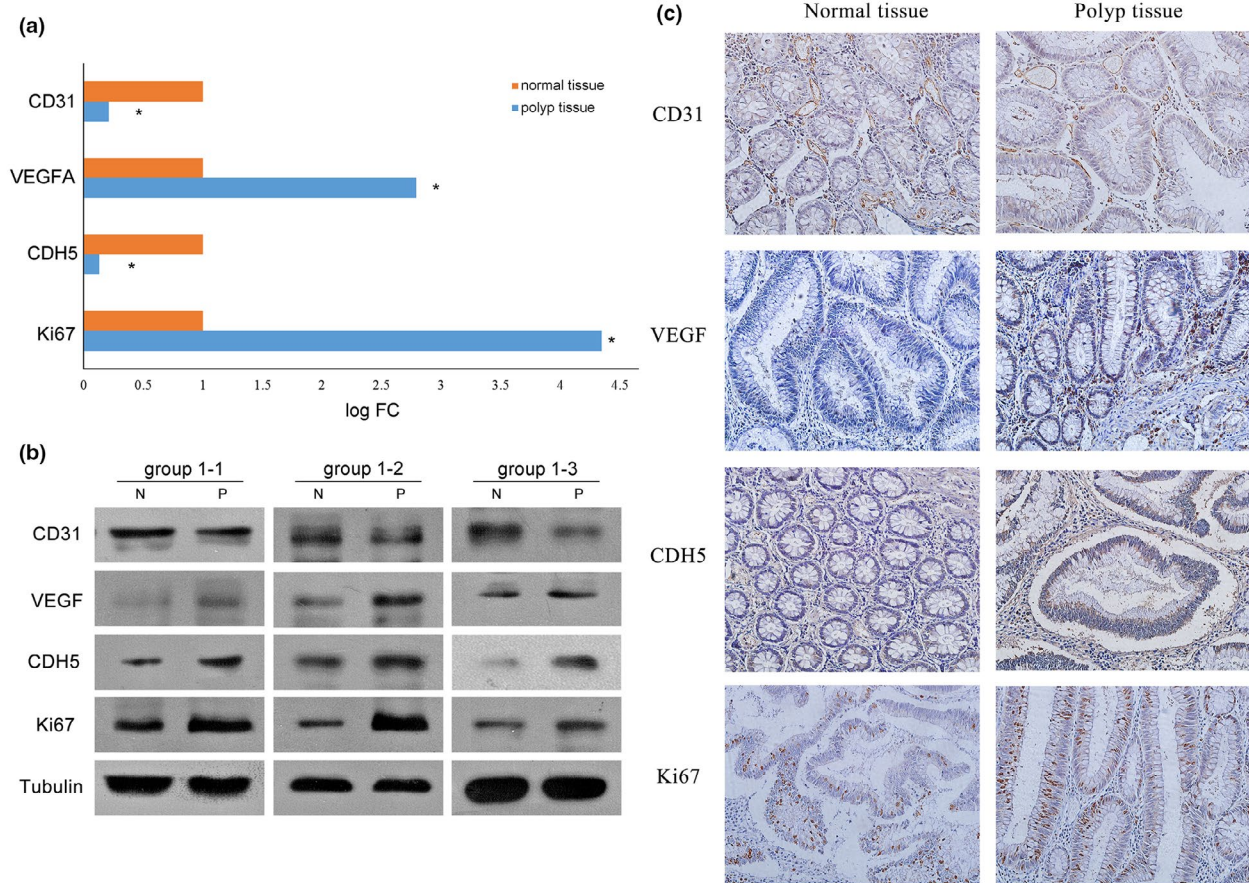 (a)
normal tissue
polyp tissue
CD31
*
VEGFA
*
CDH5
*
Ki67
*
0 0.5 1 2 2.5 3 3.5 4 4.5
log FC
(b)
group 1-1 group 1-2 group 1-3
N P N P N P
CD31
VEGF
CDH5
Ki67
Tubulin
(c)
Normal tissue Polyp tissue
CD31
VEGF
CDH5
Ki67